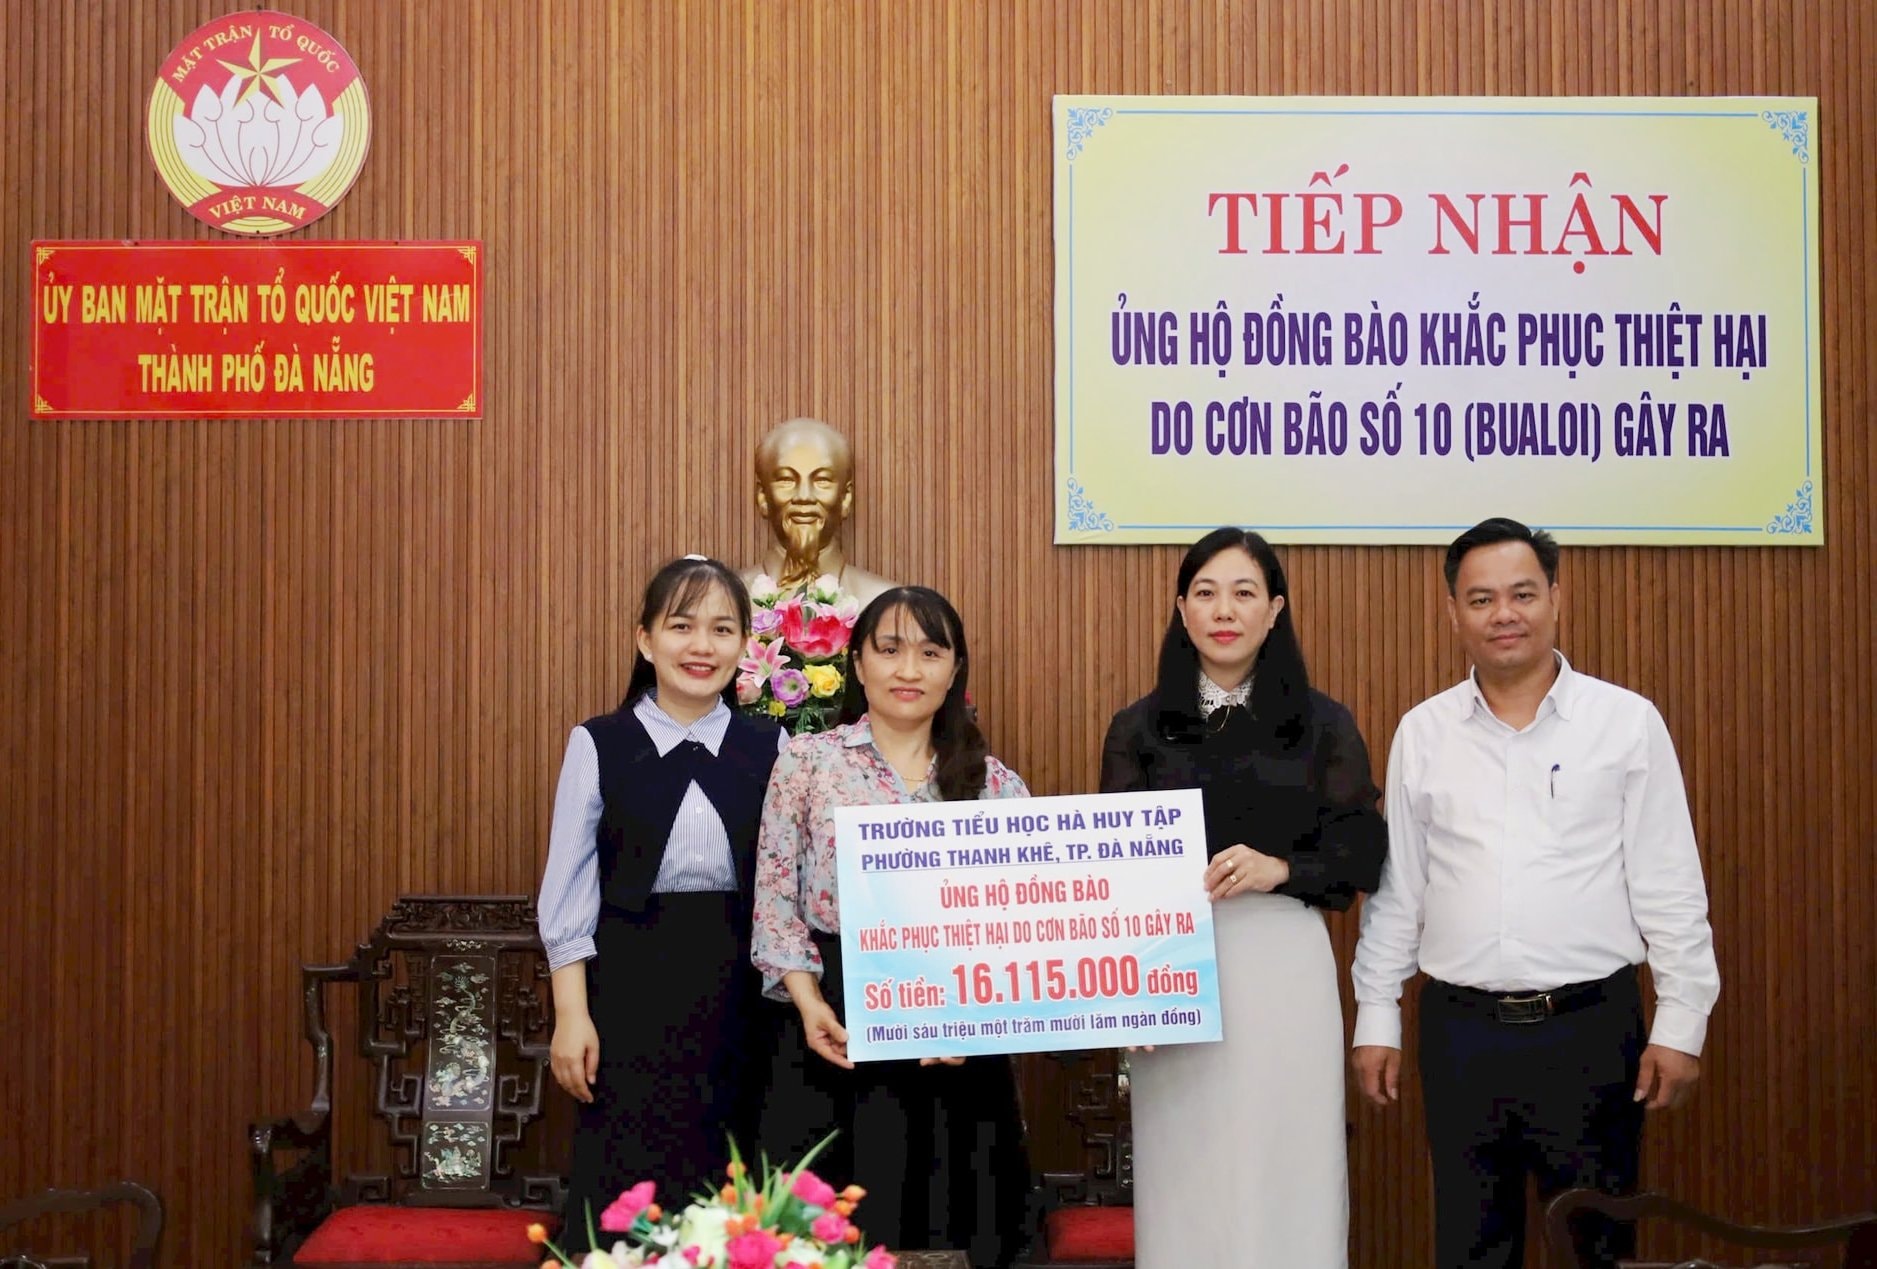 MẶT TRẬN TỔ QUỐC
VIỆT NAM
ỦY BAN MẶT TRẬN TỔ QUỐC VIỆT NAM
THÀNH PHỐ ĐÀ NẴNG
TIẾP NHẬN
ỦNG HỘ ĐỒNG BÀO KHẮC PHỤC THIỆT HẠI
DO CƠN BÃO SỐ 10 (BUALOI) GÂY RA
TRƯỜNG TIỂU HỌC HÀ HUY TẬP
PHƯỜNG THANH KHÊ, TP. ĐÀ NẴNG
ỦNG HỘ ĐỒNG BÀO
KHẮC PHỤC THIỆT HẠI DO CƠN BÃO SỐ 10 GÂY RA
Số tiền: 16.115.000 đồng
(Mười sáu triệu một trăm mười lăm ngàn đồng)